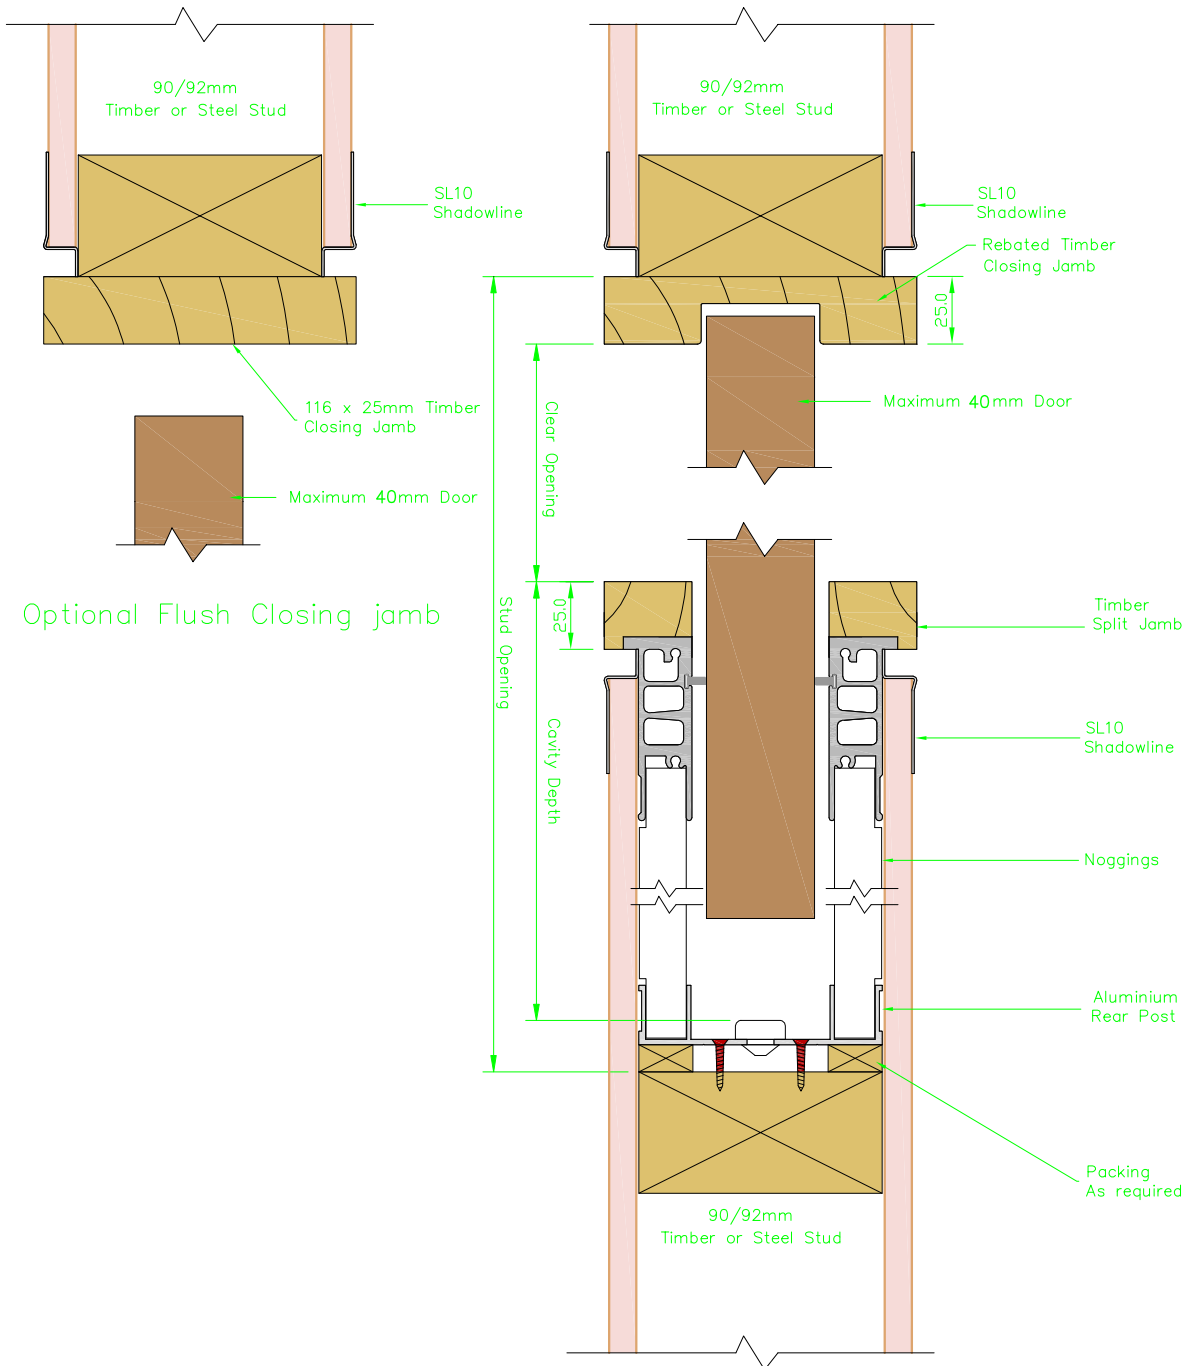 90/92mm
Timber or Steel Stud
SL10
Shadowline
116 x 25mm Timber
Closing Jamb
Maximum 40mm Door
Optional Flush Closing jamb
90/92mm
Timber or Steel Stud
SL10
Shadowline
Rebated Timber
Closing Jamb
25.0
Maximum 40mm Door
Clear Opening
Stud Opening
25.0
Cavity Depth
Timber
Split Jamb
SL10
Shadowline
Noggings
Aluminium
Rear Post
Packing
As required
90/92mm
Timber or Steel Stud